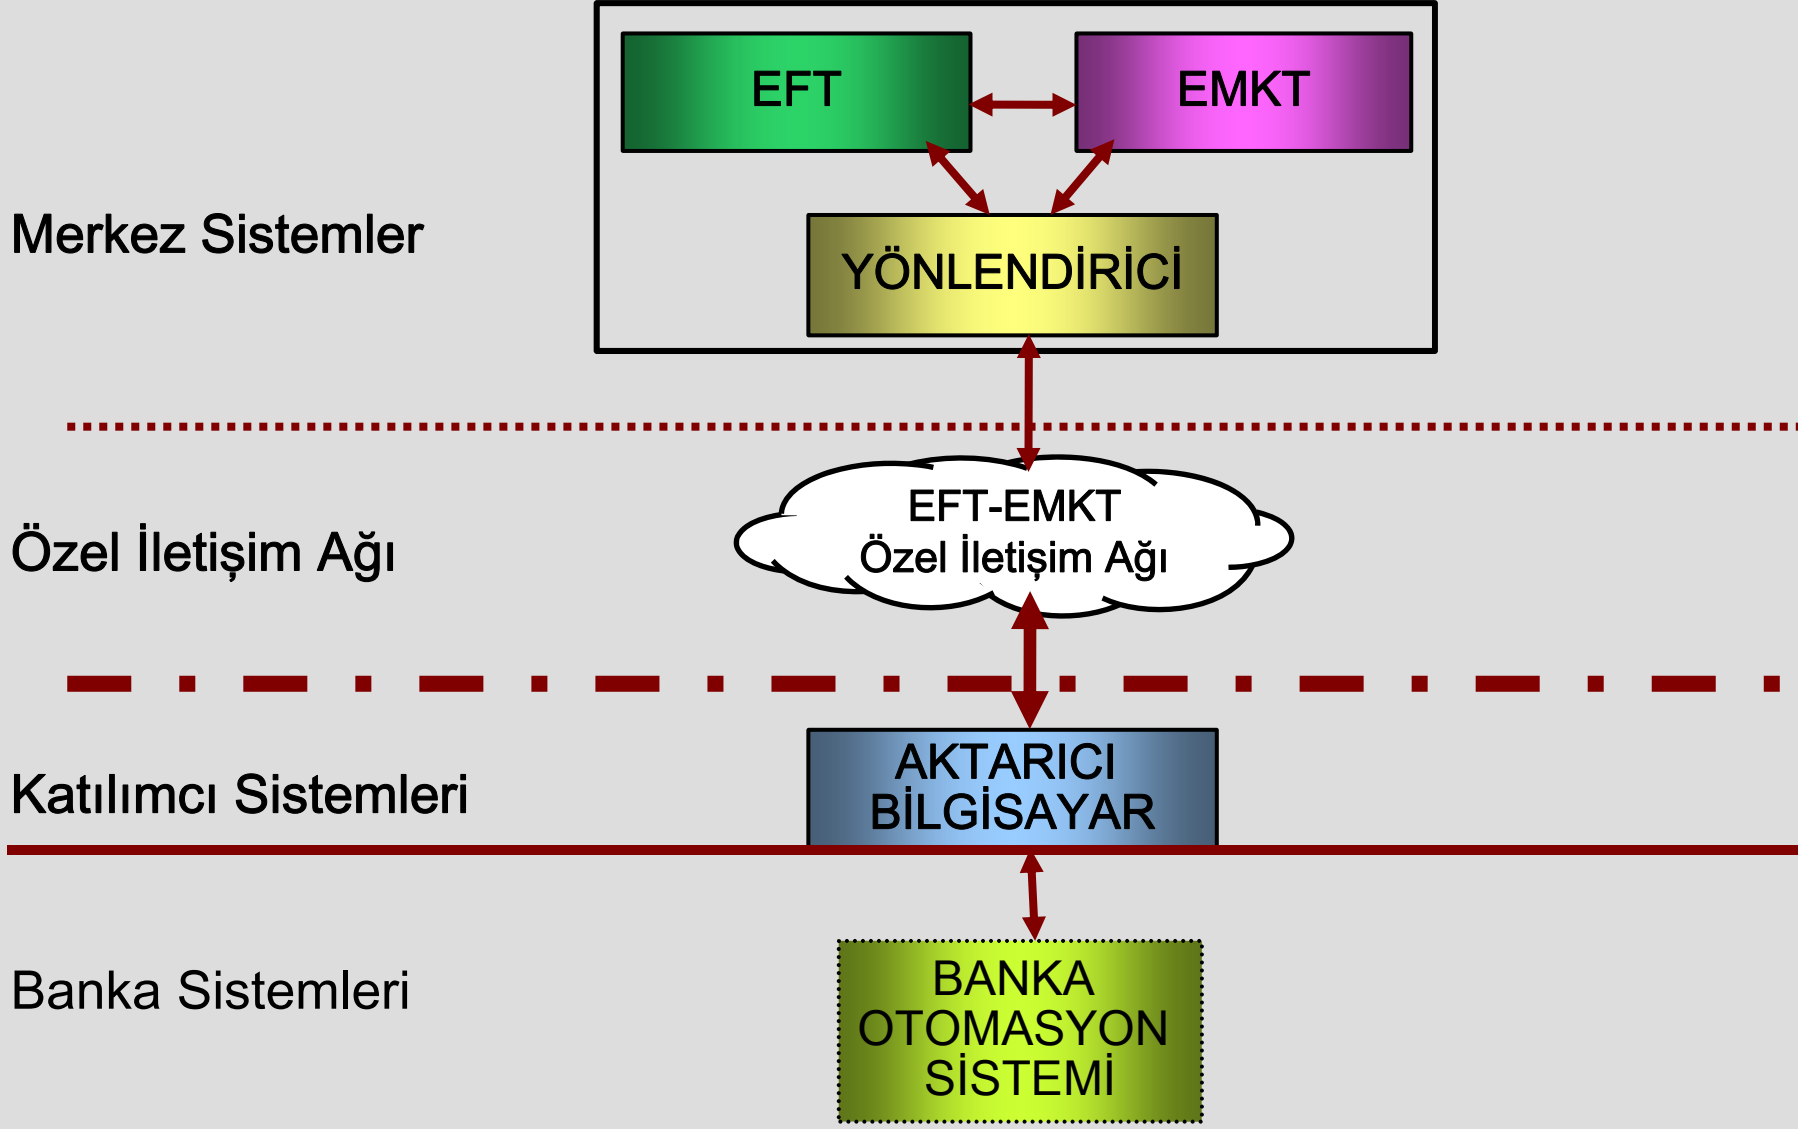 EFT
EMKT
Merkez Sistemler
YÖNLENDİRİCİ
EFT-EMKT
Özel İletişim Ağı
Özel İletişim Ağı
Katılımcı Sistemleri
AKTARICI
BİLGİSAYAR
Banka Sistemleri
BANKA
OTOMASYON
SİSTEMİ